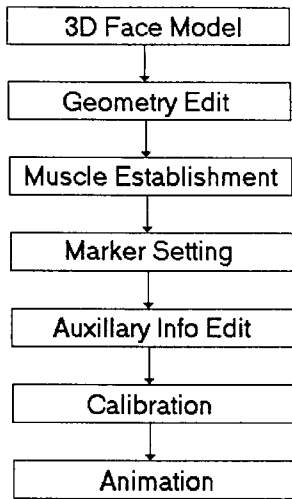 3D Face Model
Geometry Edit
Muscle Establishment
Marker Setting
Auxillary Info Edit
Calibration
Animation